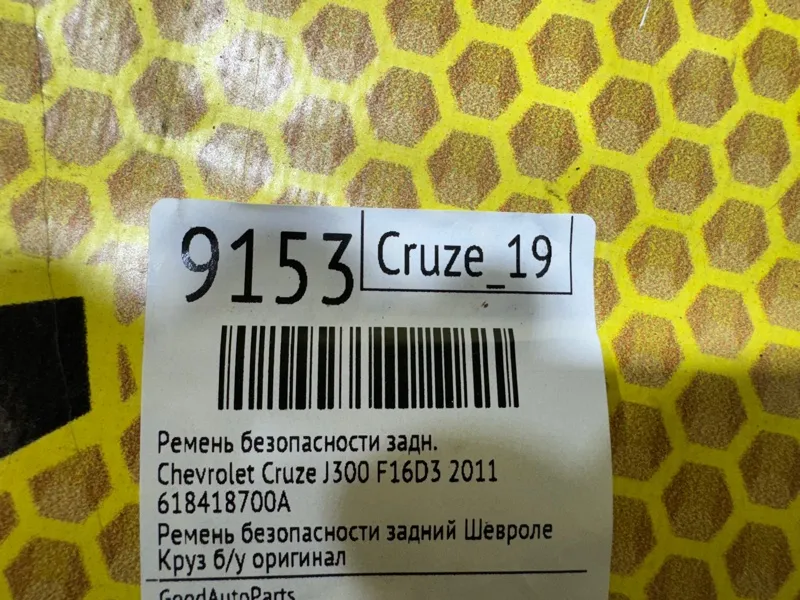 9153
Cruze_19
Ремень безопасности задн.
Chevrolet Cruze J300 F16D3 2011
618418700A
Ремень безопасности задний Шевроле
Круз б/у оригинал
GoodAutoParts